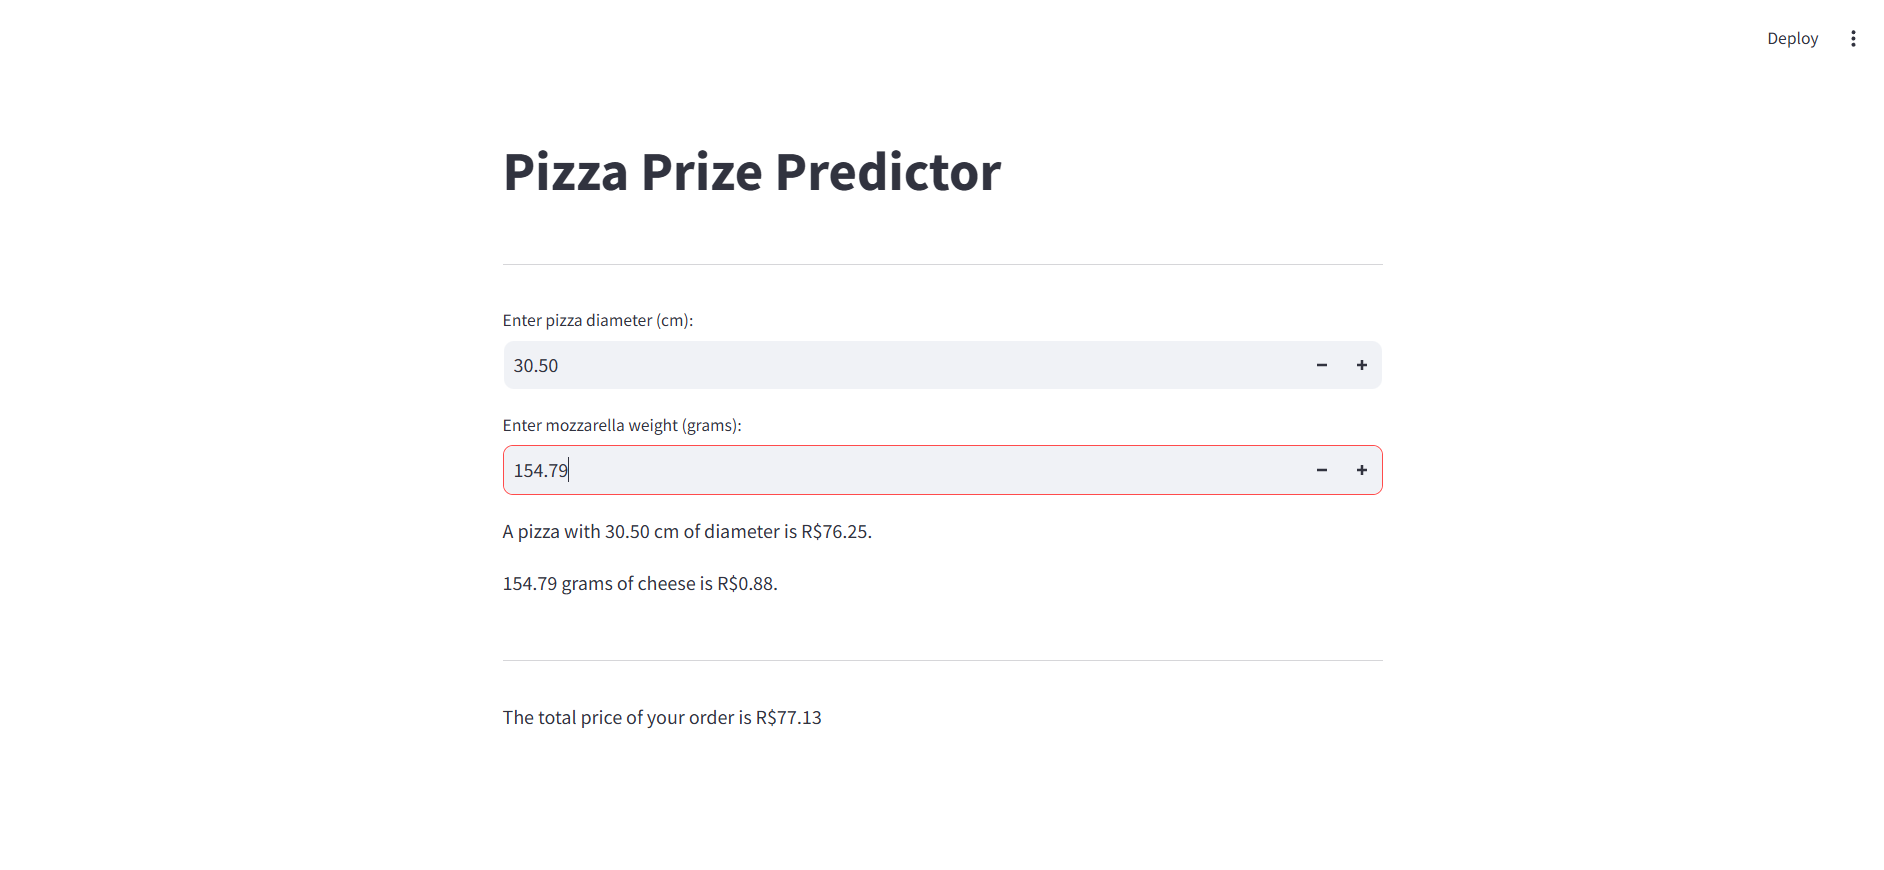 Deploy
Pizza Prize Predictor
Enter pizza diameter (cm):
30.50
Enter mozzarella weight (grams):
154.79
A pizza with 30.50 cm of diameter is R$76.25.
154.79 grams of cheese is R$0.88.
The total price of your order is R$77.13